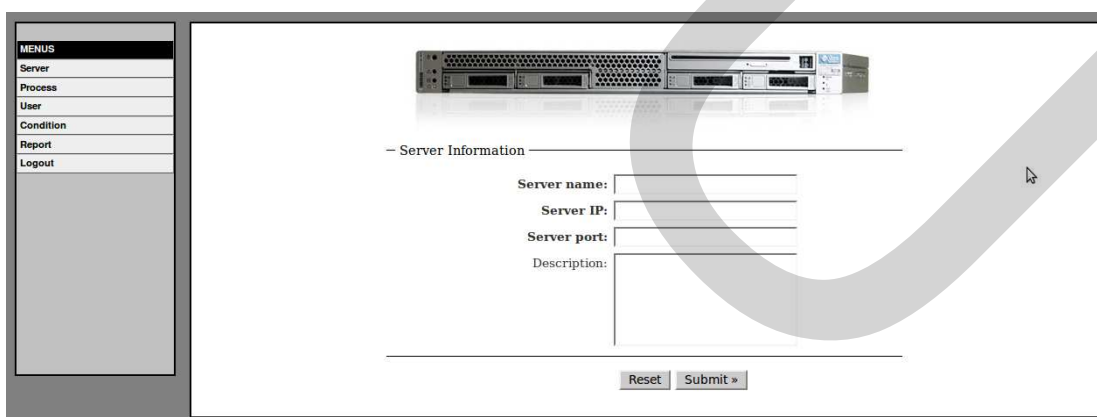 MENUS
Server
Process
User
Condition
Report
Logout
Server Information
Server name:
Server IP:
Server port:
Description:
Reset Submit »